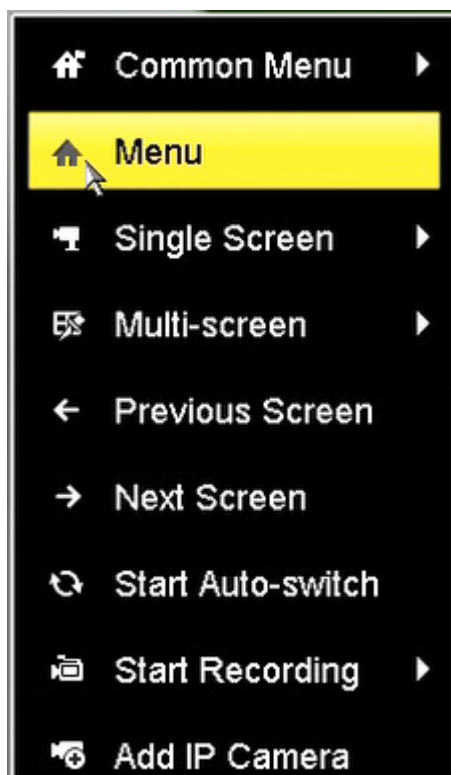 Common Menu
Menu
Single Screen
Multi-screen
Previous Screen
Next Screen
Start Auto-switch
Start Recording
Add IP Camera